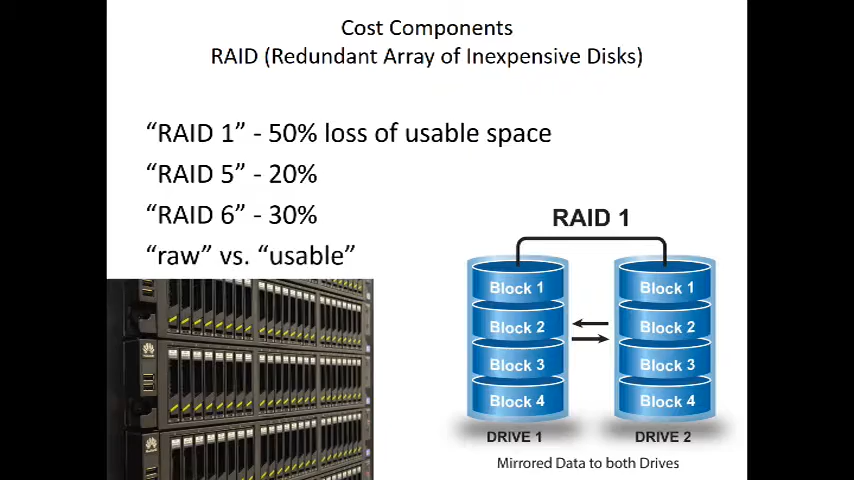 Cost Components
RAID (Redundant Array of Inexpensive Disks)
“RAID 1” - 50% loss of usable space
“RAID 5” - 20%
“RAID 6” - 30%
“raw” vs. “usable”
RAID 1
Block 1 Block 1
Block 2 Block 2
Block 3 Block 3
Block 4 Block 4
DRIVE 1 DRIVE 2
Mirrored Data to both Drives